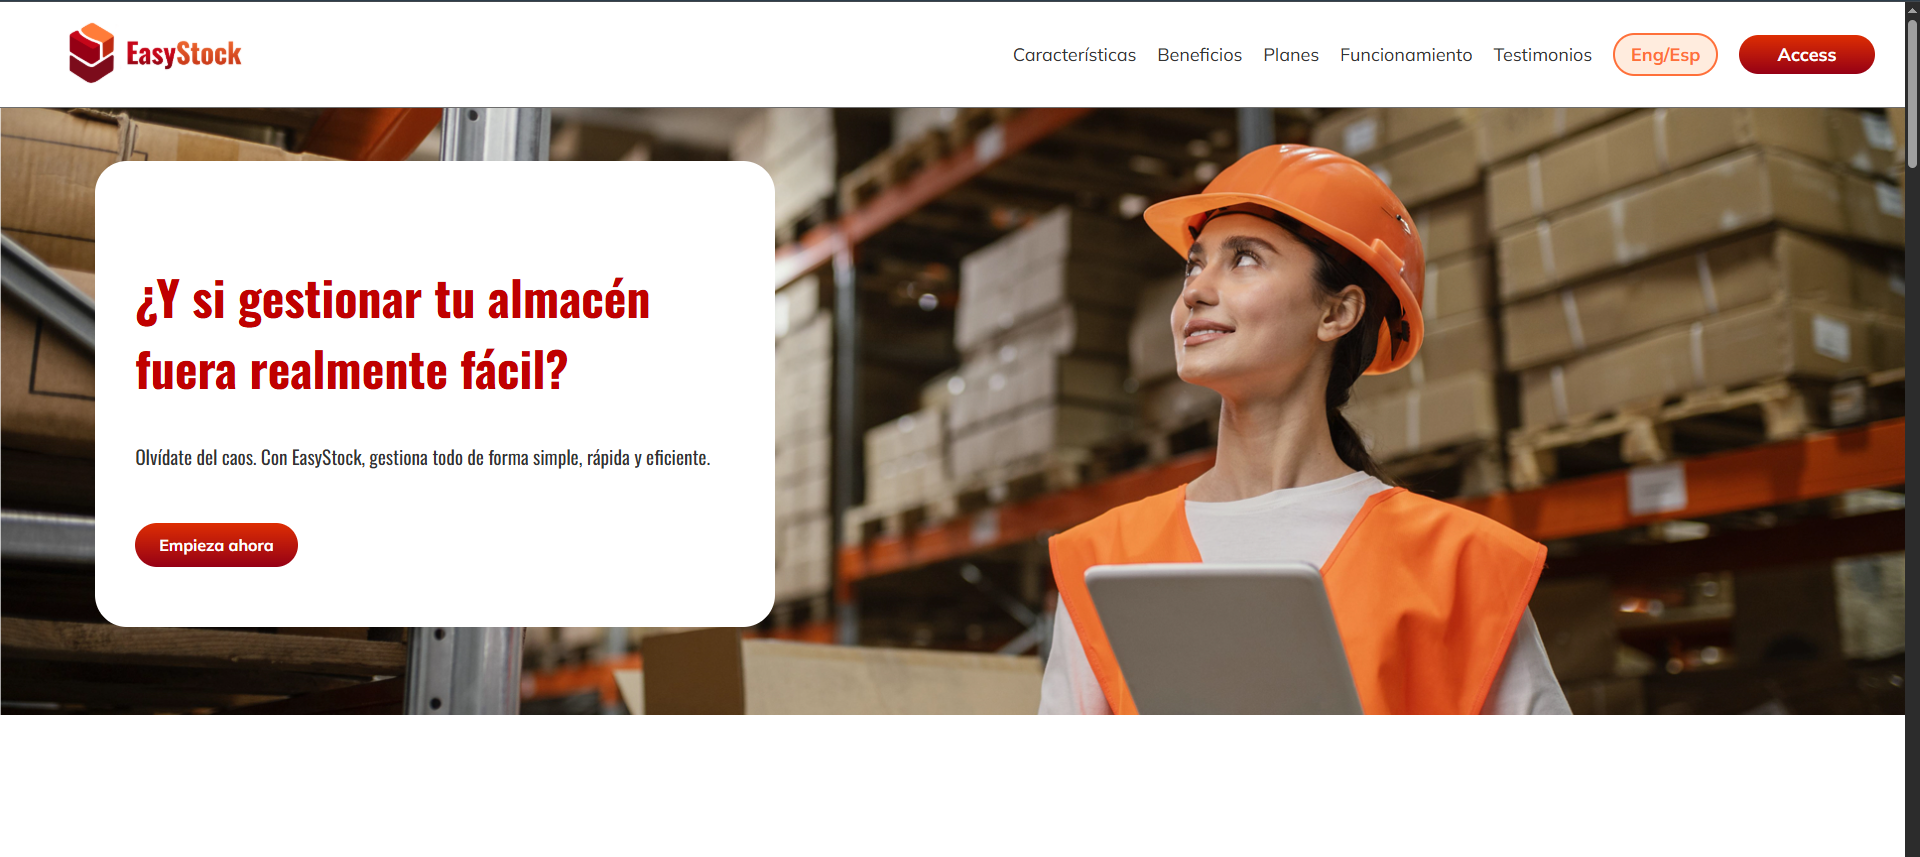 EasyStock
Características Beneficios Planes Funcionamiento Testimonios Eng/Esp Access
¿Y si gestionar tu almacén
fuera realmente fácil?
Olvídate del caos. Con EasyStock, gestiona todo de forma simple, rápida y eficiente.
Empieza ahora